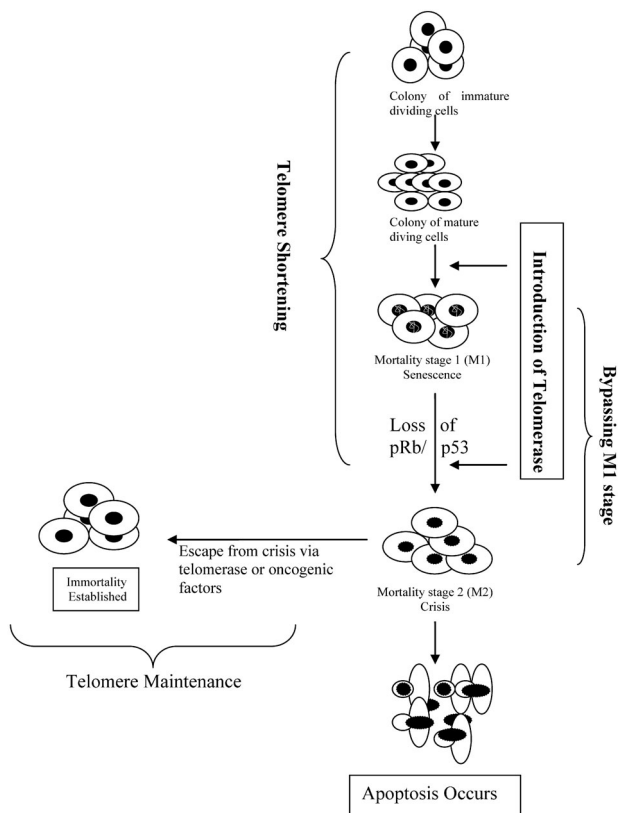 Colony of immature
dividing cells
Telomere Shortening
Colony of mature
diving cells
Introduction of Telomerase
Mortality stage 1 (M1)
Senescence
Bypassing M1 stage
Loss of
pRb/ p53
Escape from crisis via
telomerase or oncogenic
factors
Immortality
Established
Mortality stage 2 (M2)
Crisis
Telomere Maintenance
Apoptosis Occurs